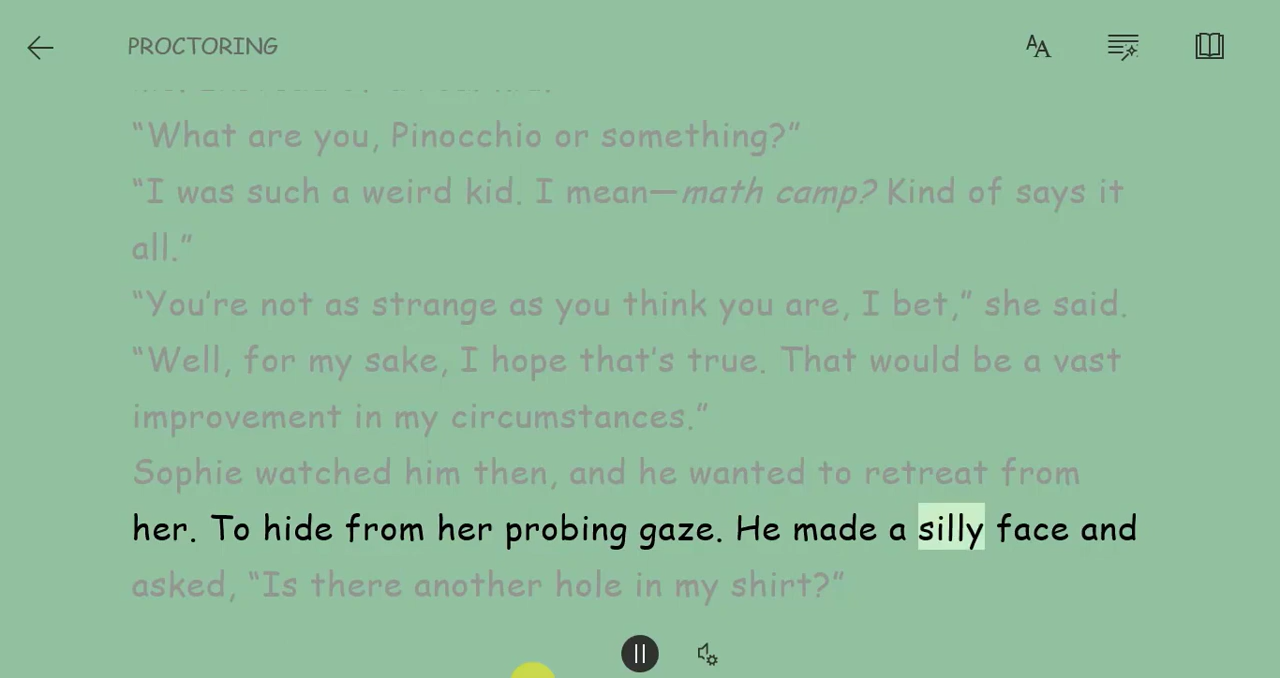 PROCTORING
“What are you, Pinocchio or something?”
“I was such a weird kid. I mean—math camp? Kind of says it
all.”
“You’re not as strange as you think you are, I bet,” she said.
“Well, for my sake, I hope that’s true. That would be a vast
improvement in my circumstances.”
Sophie watched him then, and he wanted to retreat from
her. To hide from her probing gaze. He made a silly face and
asked, “Is there another hole in my shirt?”